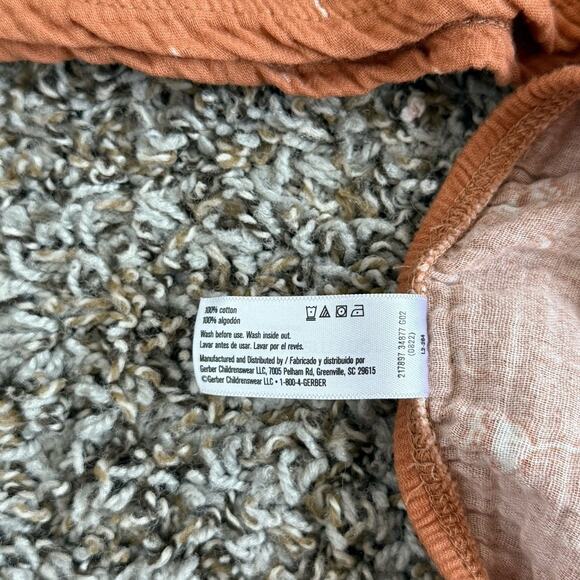 100% cotton
100% algodón
Wash before use. Wash inside out.
Lavar antes de usar. Lavar por el revés.
Manufactured and Distributed by / Fabricado y distribuido por
Gerber Childrenswear LLC, 7005 Pelham Rd, Greenville, SC 29615
©Gerber Childrenswear LLC • 1-800-4-GERBER
217897 34877 G02
(0822)